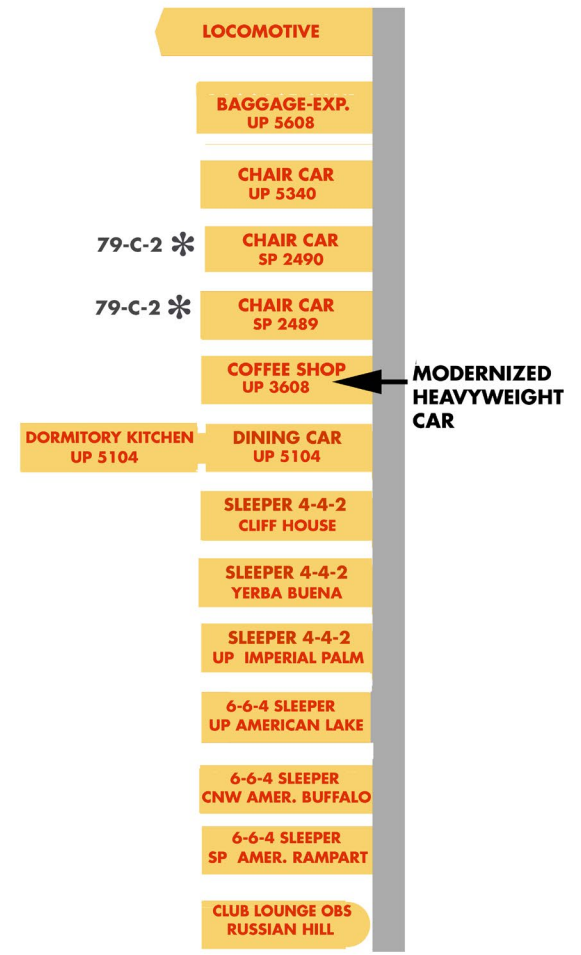 LOCOMOTIVE
BAGGAGE-EXP.
UP 5608
CHAIR CAR
UP 5340
79-C-2 *
CHAIR CAR
SP 2490
79-C-2 *
CHAIR CAR
SP 2489
COFFEE SHOP
UP 3608
MODERNIZED
HEAVYWEIGHT
CAR
DORMITORY KITCHEN
UP 5104
DINING CAR
UP 5104
SLEEPER 4-4-2
CLIFF HOUSE
SLEEPER 4-4-2
YERBA BUENA
SLEEPER 4-4-2
UP IMPERIAL PALM
6-6-4 SLEEPER
UP AMERICAN LAKE
6-6-4 SLEEPER
CNW AMER. BUFFALO
6-6-4 SLEEPER
SP AMER. RAMPART
CLUB LOUNGE OBS
RUSSIAN HILL